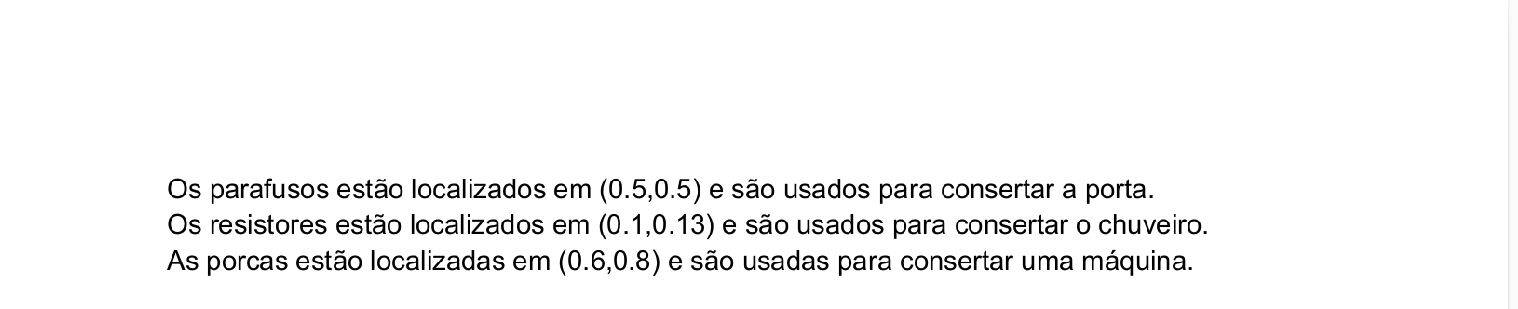 Os parafusos estão localizados em (0.5,0.5) e são usados para consertar a porta.
Os resistores estão localizados em (0.1,0.13) e são usados para consertar o chuveiro.
As porcas estão localizadas em (0.6,0.8) e são usadas para consertar uma máquina.